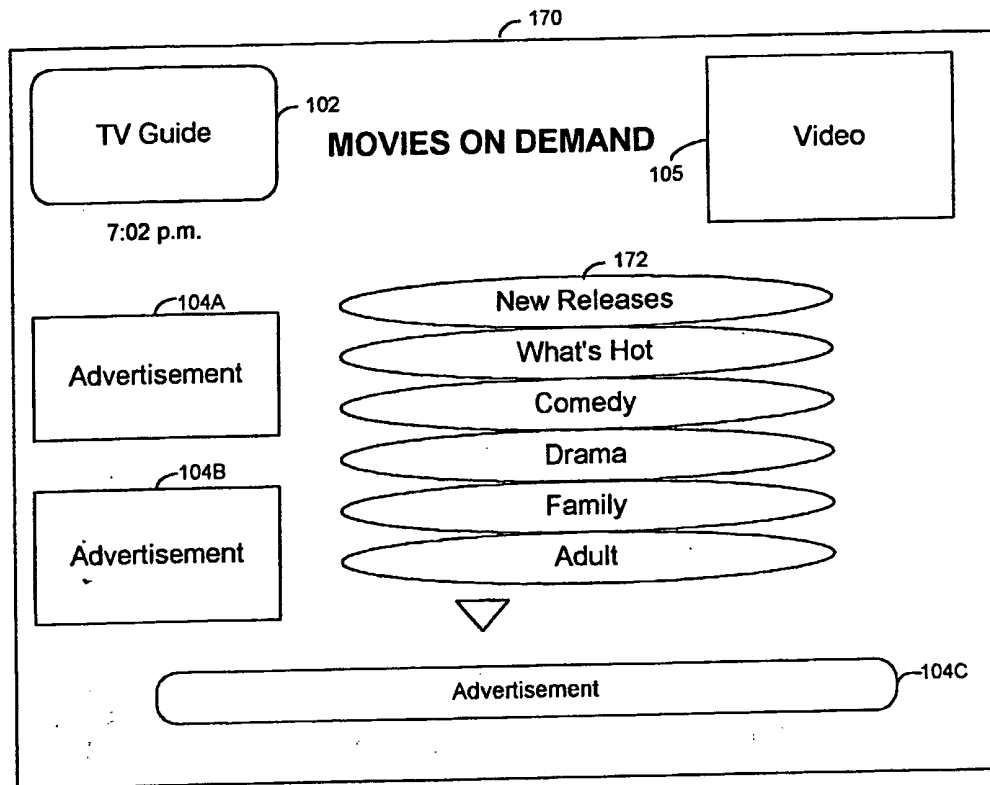 170
TV Guide
102
MOVIES ON DEMAND
105
Video
7:02 p.m.
172
New Releases
104A
Advertisement
What's Hot
Comedy
Drama
104B
Advertisement
Family
Adult
Advertisement
104C